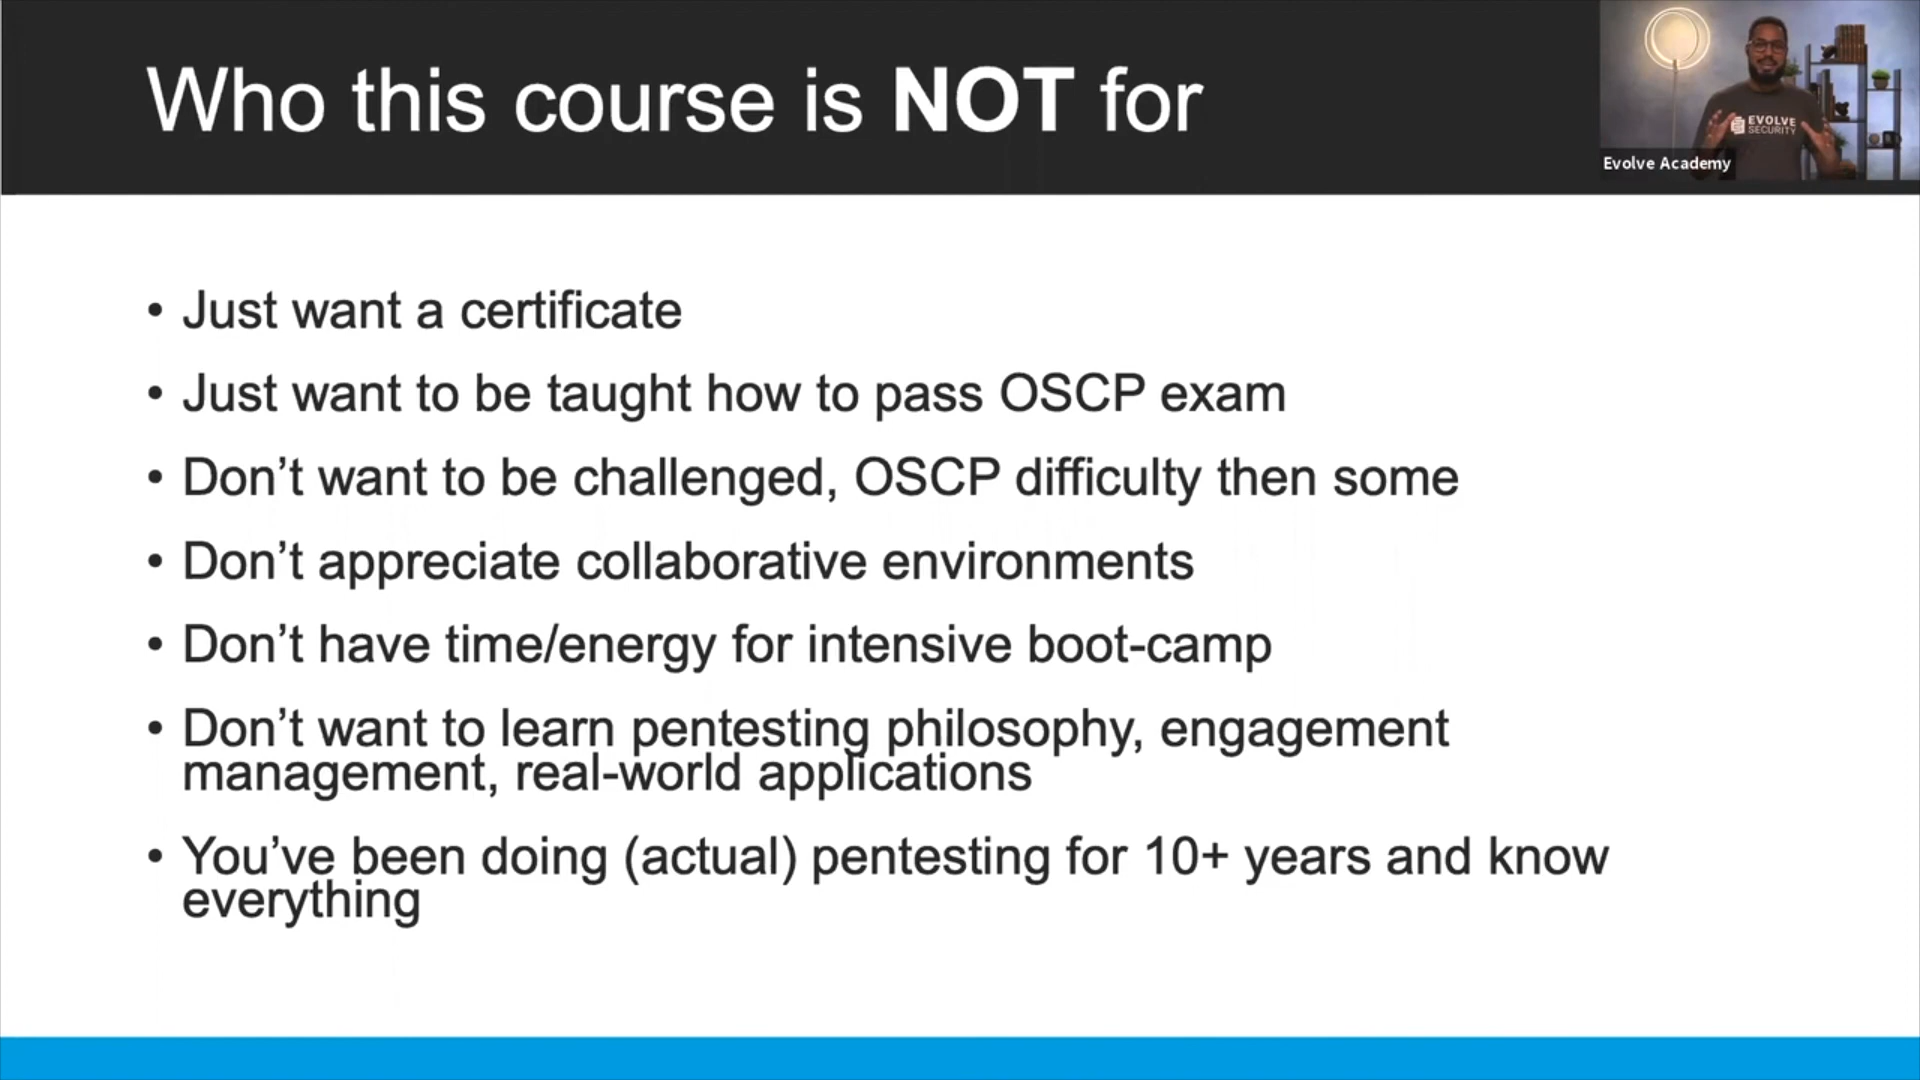 Who this course is NOT for
EVOLVE
SECURITY
Evolve Academy
• Just want a certificate
• Just want to be taught how to pass OSCP exam
• Don’t want to be challenged, OSCP difficulty then some
• Don’t appreciate collaborative environments
• Don’t have time/energy for intensive boot-camp
• Don’t want to learn pentesting philosophy, engagement
management, real-world applications
• You’ve been doing (actual) pentesting for 10+ years and know
everything